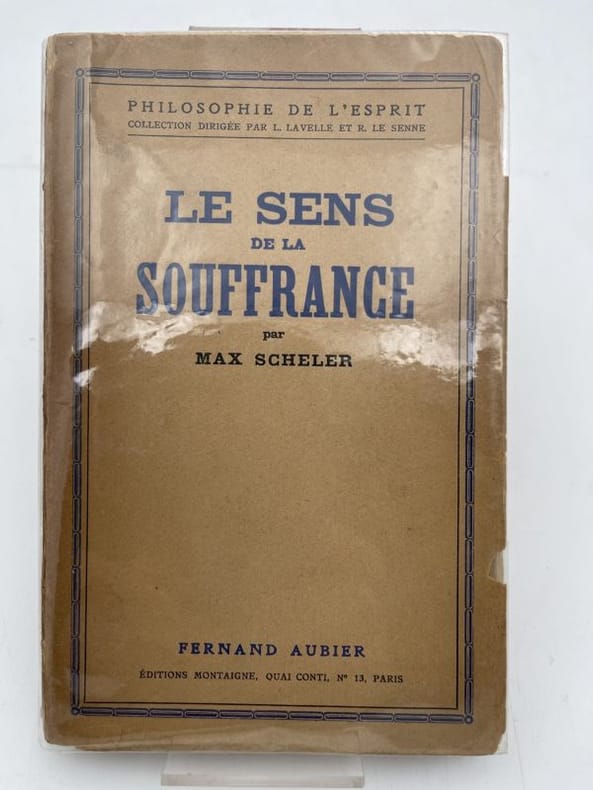 PHILOSOPHIE DE L'ESPRIT
COLLECTION DIRIGÉE PAR L. LAVELLE ET R. LE SENNE
LE SENS
DE LA
SOUFFRANCE
par
MAX SCHELER
FERNAND AUBIER
ÉDITIONS MONTAIGNE, QUAI CONTI, Nº 13, PARIS